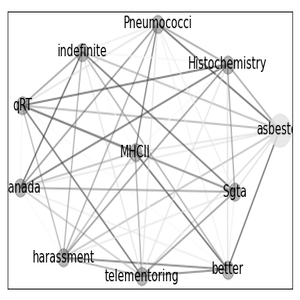 Pneumococci
indefinite
Histochemistry
qRT
asbesto
MHCII
anada
Sgta
harassment
better
telementoring